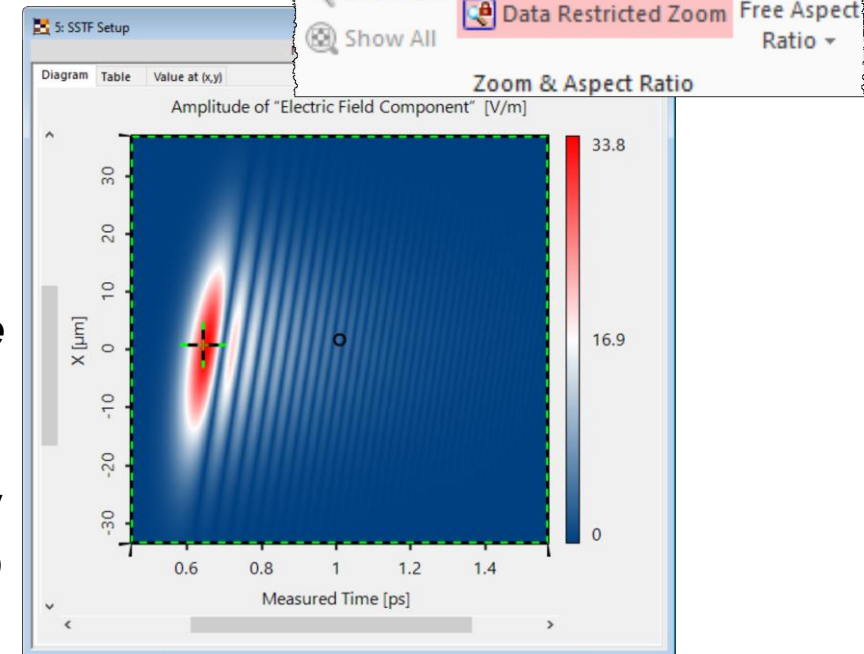 5: SSTF Setup
Data Restricted Zoom
Show All
Free Aspect
Ratio
Zoom & Aspect Ratio
Diagram
Table
Value at (x,y)
Amplitude of "Electric Field Component" [V/m]
33.8
16.9
0
X [µm]
30
20
10
0
-10
-20
-30
0.6
0.8
1
1.2
1.4
Measured Time [ps]